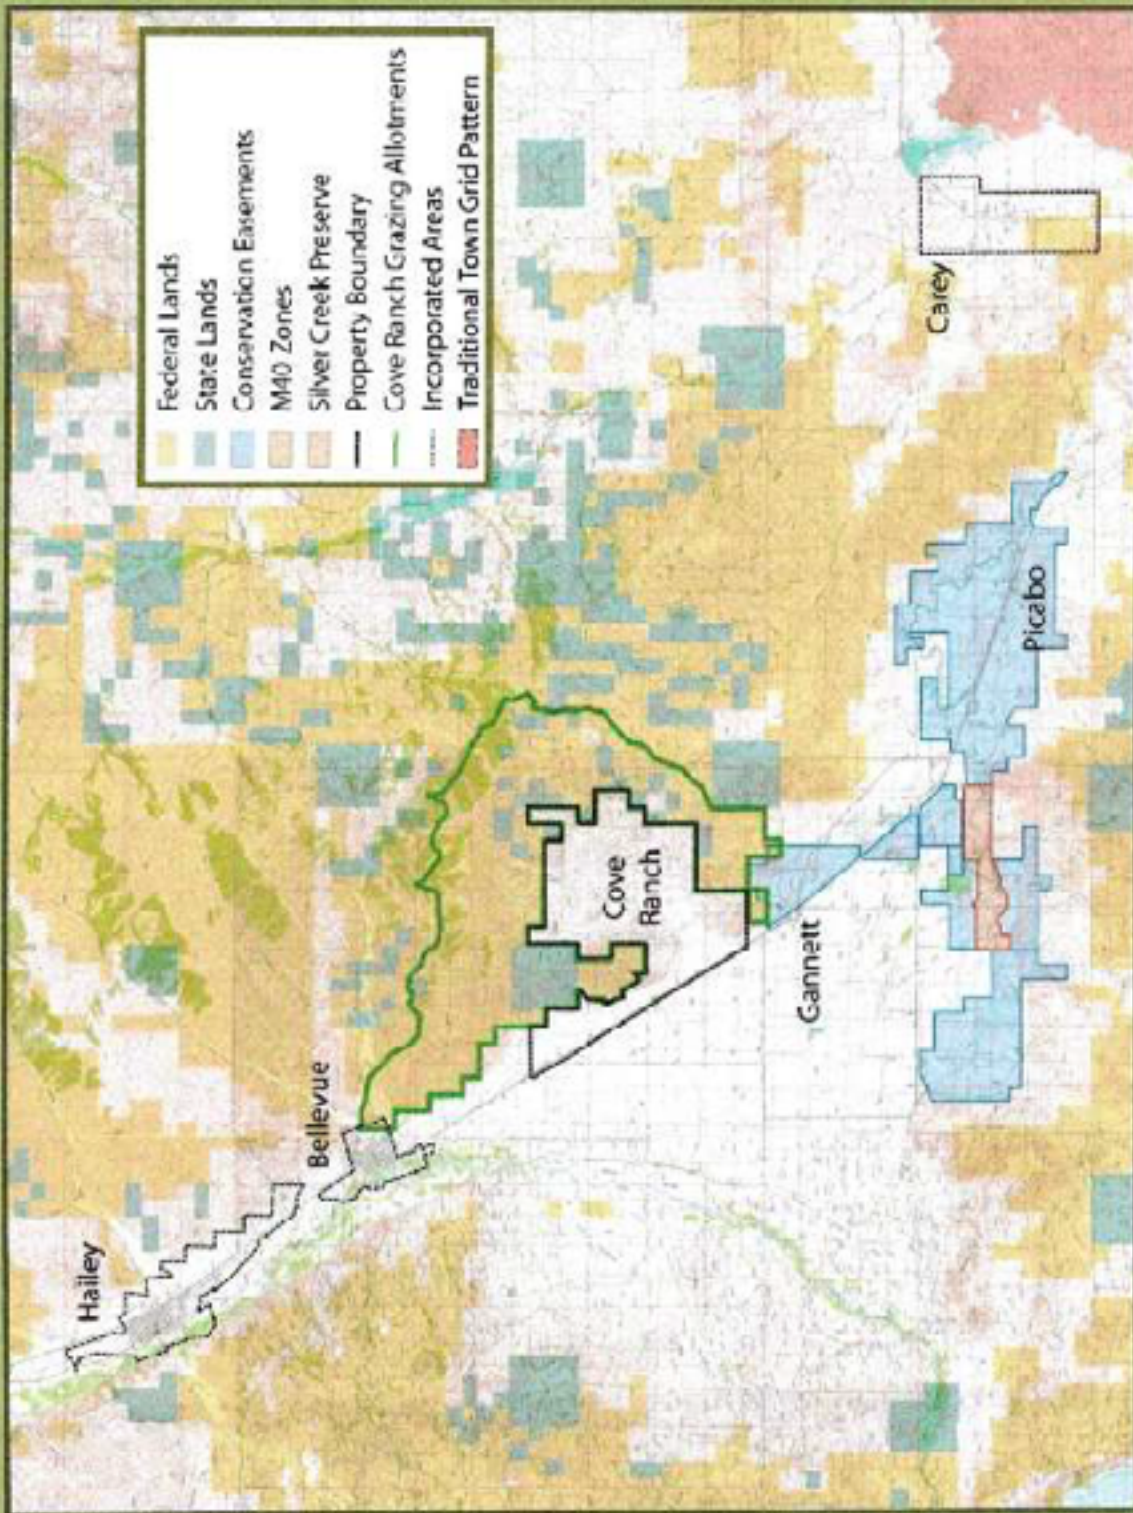 Federal Lands
State Lands
Conservation Easements
M40 Zones
Silver Creek Preserve
Property Boundary
Cove Ranch Grazing Allotments
Incorporated Areas
Traditional Town Grid Pattern
Hailey
Bellevue
Cove
Ranch
Gannett
Picabo
Carey